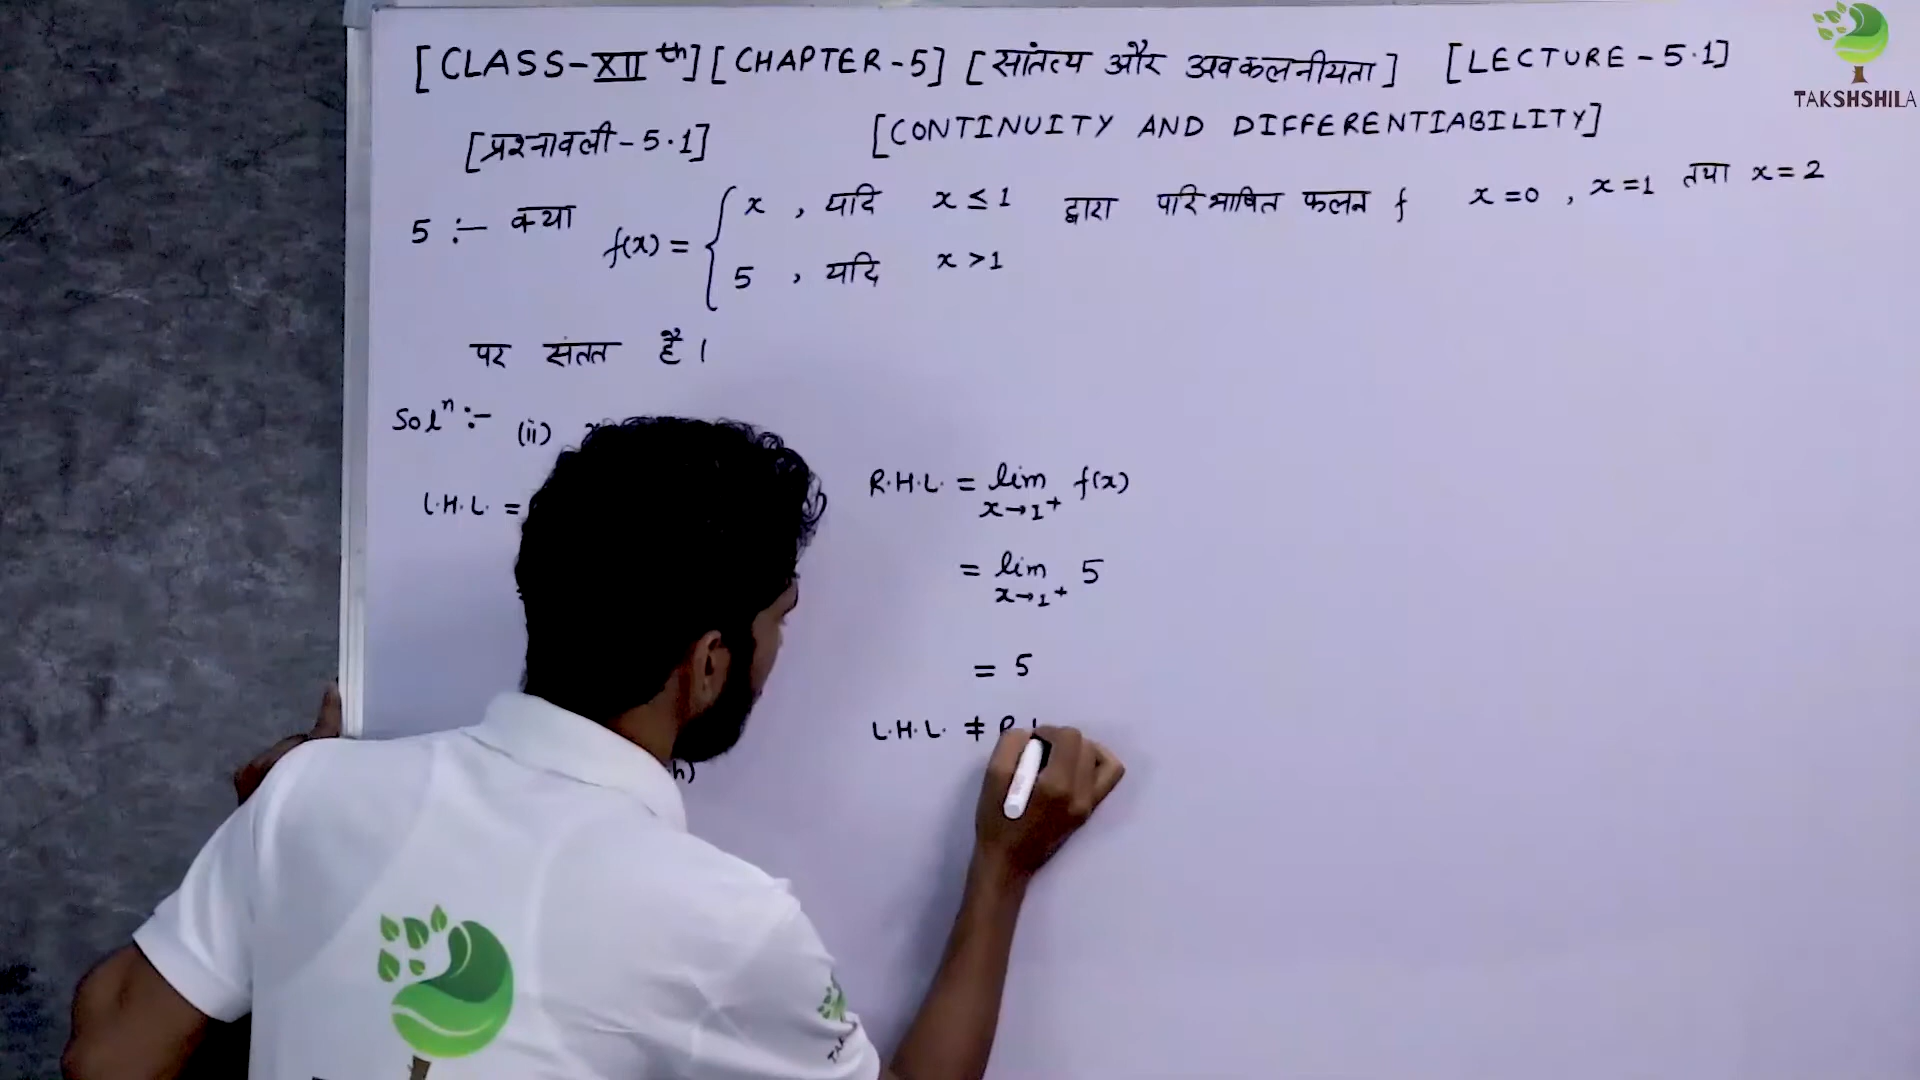 [CLASS-XIIth] [CHAPTER-5] [सांतत्य और अवकलनीयता] [LECTURE-5.1]
TAKSHSHILA
[प्रश्नावली-5.1] [CONTINUITY AND DIFFERENTIABILITY]
5 :- क्या f(x) = { x , यदि x ≤ 1 द्वारा परिभाषित फलन f x=0 , x=1 तथा x=2
5 , यदि x >1
पर संतत है ।
Solⁿ :- (ii)
L.H.L. =
R.H.L. = lim f(x)
x→1⁺
= lim 5
x→1⁺
= 5
L.H.L. ≠
h)